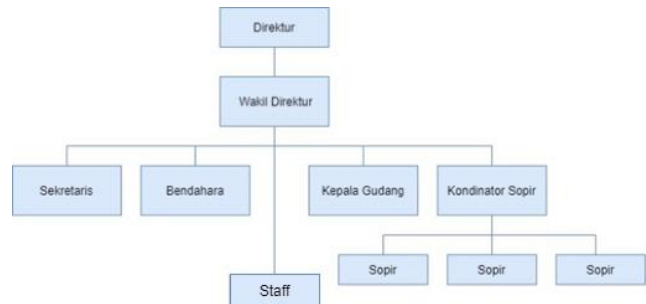 Direktur
Wakil Direktur
Sekretaris
Bendahara
Kepala Gudang
Kondinator Sopir
Sopir
Sopir
Sopir
Staff